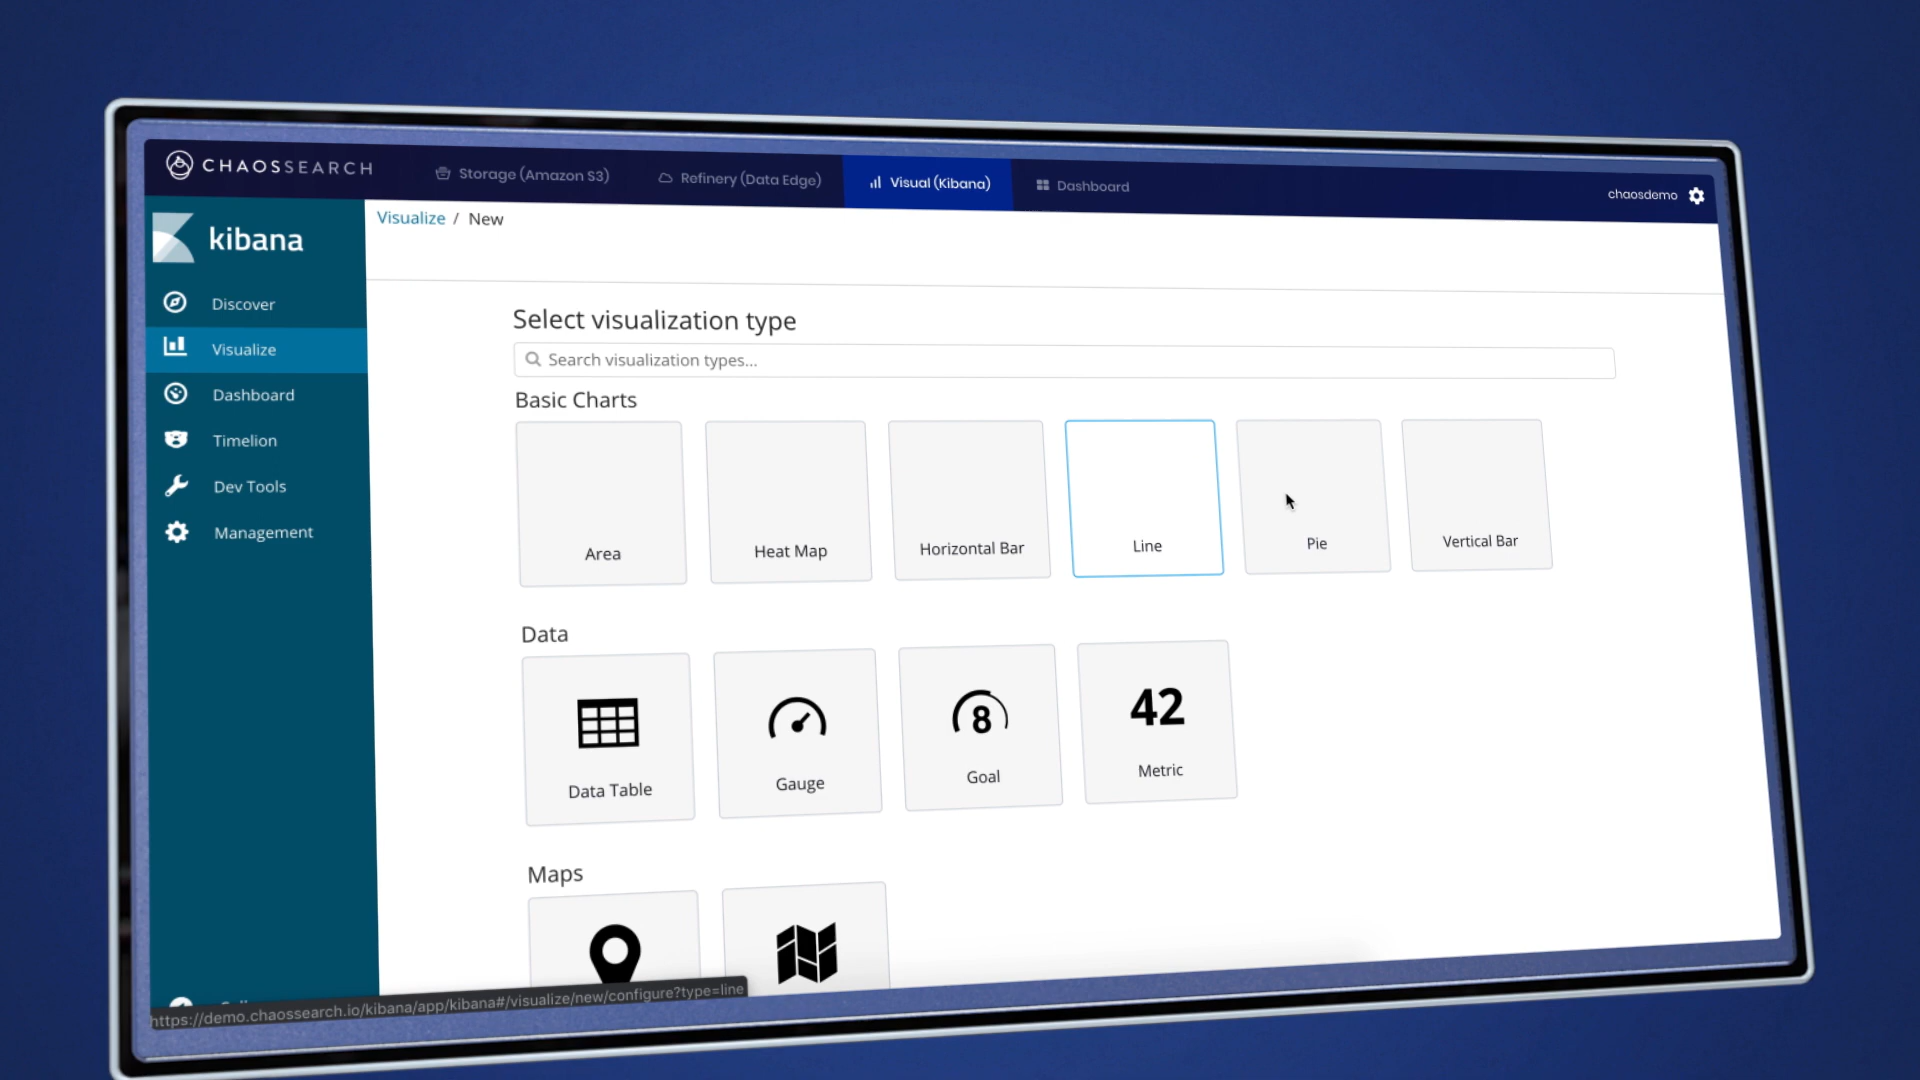 CHAOSSEARCH
Storage (Amazon S3)
Refinery (Data Edge)
Visual (Kibana)
Dashboard
chaosdemo
kibana
Visualize / New
Discover
Visualize
Dashboard
Timelion
Dev Tools
Management
Select visualization type
Search visualization types...
Basic Charts
Area
Heat Map
Horizontal Bar
Line
Pie
Vertical Bar
Data
8
42
Data Table
Gauge
Goal
Metric
Maps
https://demo.chaossearch.io/kibana/app/kibana#/visualize/new/configure?type=line